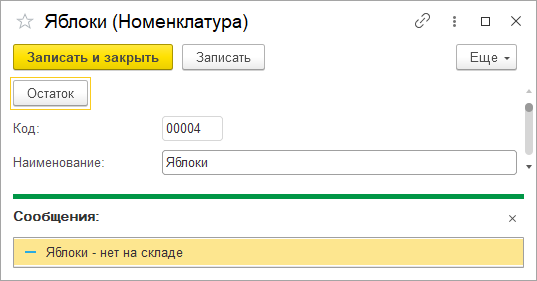 Яблоки (Номенклатура)
Записать и закрыть Записать Еще
Остаток
Код: 00004
Наименование: Яблоки
Сообщения:
Яблоки - нет на складе